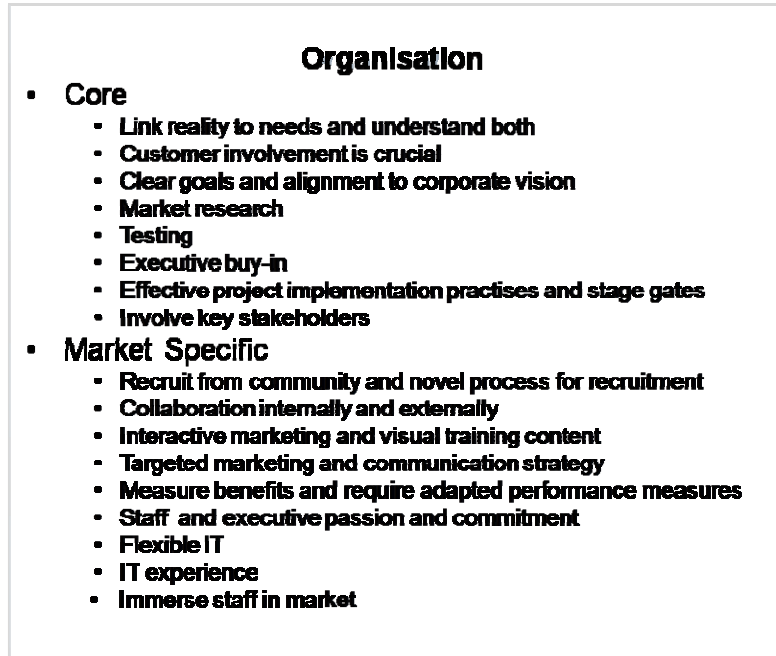 Organisation
• Core
- Link reality to needs and understand both
- Customer involvement is crucial
- Clear goals and alignment to corporate vision
- Market research
- Testing
- Executive buy-in
- Effective project implementation practises and stage gates
- Involve key stakeholders
• Market Specific
- Recruit from community and novel process for recruitment
- Collaboration internally and externally
- Interactive marketing and visual training content
- Targeted marketing and communication strategy
- Measure benefits and require adapted performance measures
- Staff and executive passion and commitment
- Flexible IT
- IT experience
- Immerse staff in market